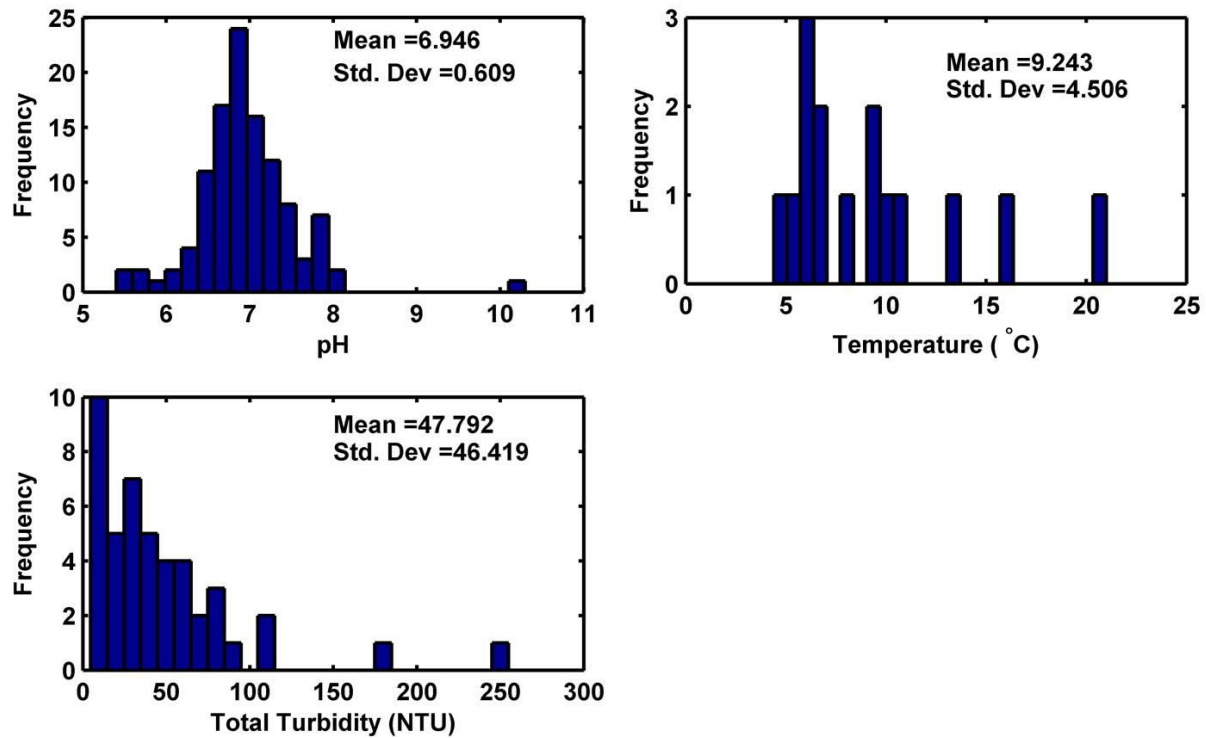 25
20
15
10
5
0
Frequency
Mean =6.946
Std. Dev =0.609
5 6 7 8 9 10 11
pH
3
2
1
0
Frequency
Mean =9.243
Std. Dev =4.506
0 5 10 15 20 25
Temperature ( °C)
10
8
6
4
2
0
Frequency
Mean =47.792
Std. Dev =46.419
0 50 100 150 200 250 300
Total Turbidity (NTU)